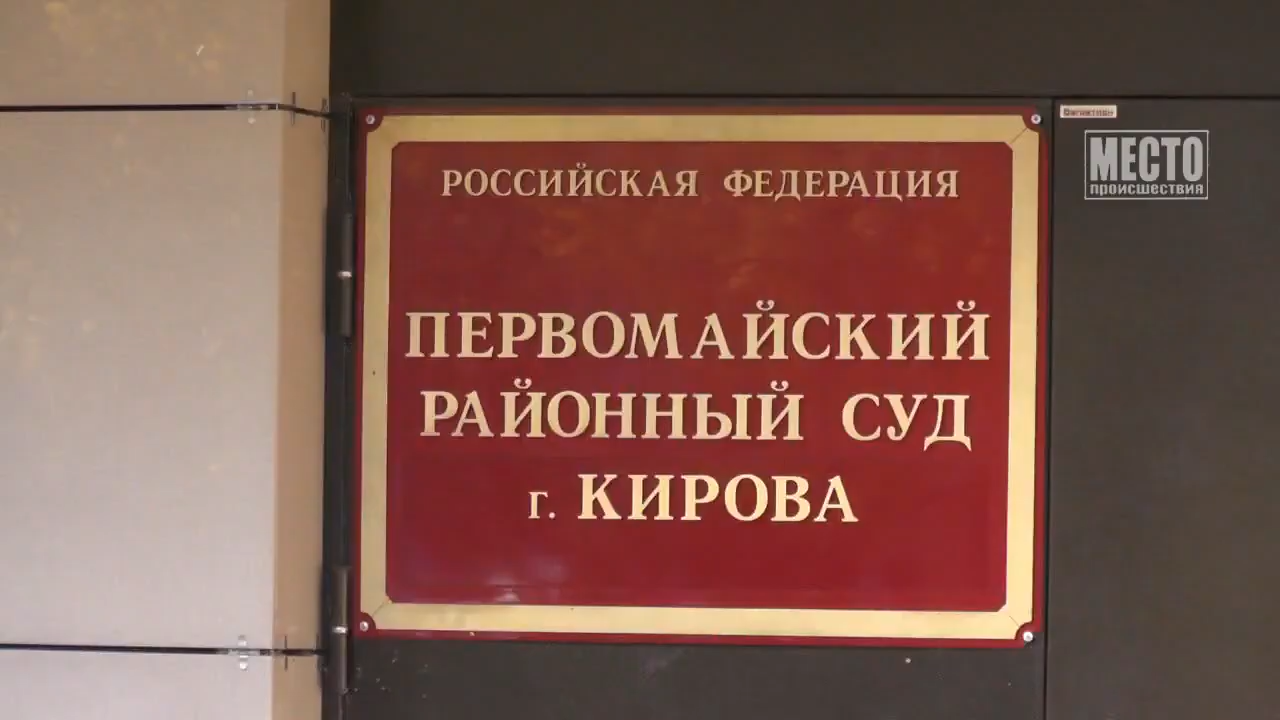 РОССИЙСКАЯ ФЕДЕРАЦИЯ
ПЕРВОМАЙСКИЙ
РАЙОННЫЙ СУД
г. КИРОВА
МЕСТО
происшествия